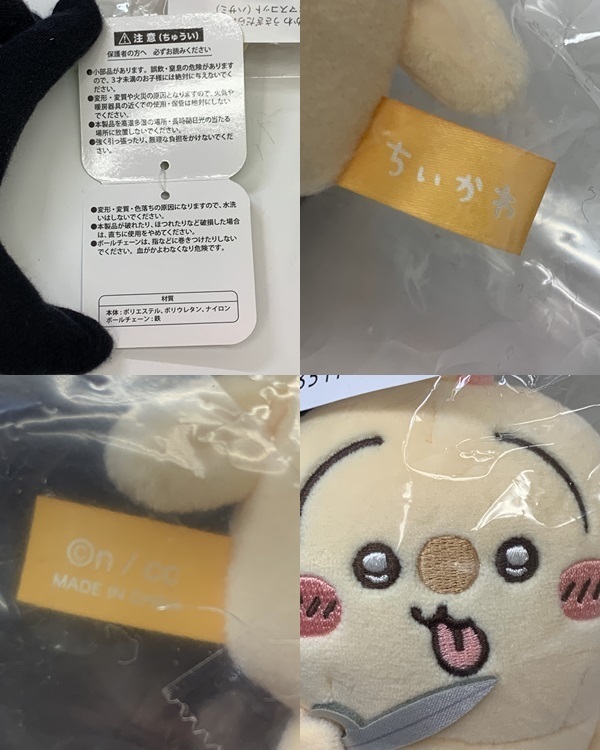 かわ うさぎだら
マスコット(ハサミ)
注意(ちゅうい)
保護者の方へ 必ずお読みください
●小部品があります。誤飲・窒息の危険があります
ので、3才未満のお子様には絶対に与えないでく
ださい。
●変形・変質や火災の原因となりますので、火気や
暖房器具の近くでの使用・保管は絶対にしない
でください。
●本製品を高温多湿の場所・長時間日光の当たる
場所に放置しないでください。
●強く引っ張ったり、無理な負担をかけないでくだ
さい。
●変形・変質・色落ちの原因になりますので、水洗
いはしないでください。
●本製品が破れたり、ほつれたりなど破損した場合
は、直ちに使用をやめてください。
●ボールチェーンは、指などに巻きつけたりしない
でください。血がかよわなくなり危険です。
材質
本体:ポリエステル、ポリウレタン、ナイロン
ボールチェーン:鉄
ちいかわ
©n /
MADE IN